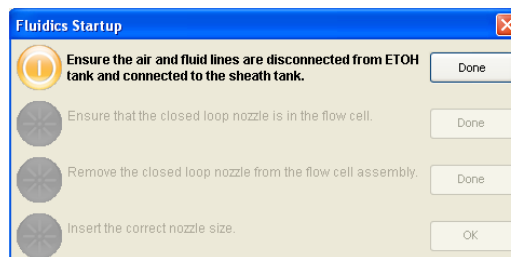 Fluidics Startup
Ensure the air and fluid lines are disconnected from ETOH
tank and connected to the sheath tank.
Done
Ensure that the closed loop nozzle is in the flow cell.
Done
Remove the closed loop nozzle from the flow cell assembly.
Done
Insert the correct nozzle size.
OK